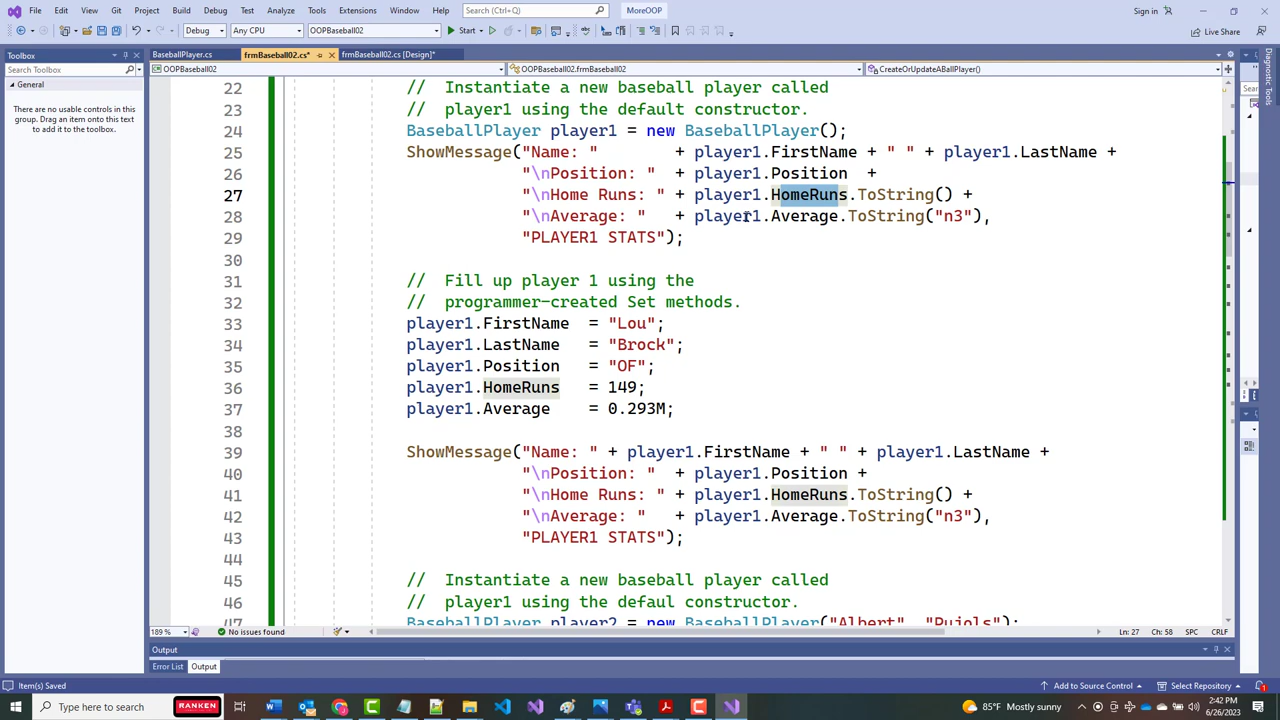 File Edit View Git Project Build Debug Test Analyze Tools Extensions Window Help Search (Ctrl+Q) MoreOOP Sign in
Debug Any CPU OOPBaseball02 Start Live Share
Toolbox BaseballPlayer.cs frmBaseball02.cs* frmBaseball02.cs [Design]*
Search Toolbox OOPBaseball02 OOPBaseball02.frmBaseball02 CreateOrUpdateABallPlayer()
General
There are no usable controls in this
group. Drag an item onto this text
to add it to the toolbox.
22 // Instantiate a new baseball player called
23 // player1 using the default constructor.
24 BaseballPlayer player1 = new BaseballPlayer();
25 ShowMessage("Name: " + player1.FirstName + " " + player1.LastName +
26 "\nPosition: " + player1.Position +
27 "\nHome Runs: " + player1.HomeRuns.ToString() +
28 "\nAverage: " + player1.Average.ToString("n3"),
29 "PLAYER1 STATS");
30
31 // Fill up player 1 using the
32 // programmer-created Set methods.
33 player1.FirstName = "Lou";
34 player1.LastName = "Brock";
35 player1.Position = "OF";
36 player1.HomeRuns = 149;
37 player1.Average = 0.293M;
38
39 ShowMessage("Name: " + player1.FirstName + " " + player1.LastName +
40 "\nPosition: " + player1.Position +
41 "\nHome Runs: " + player1.HomeRuns.ToString() +
42 "\nAverage: " + player1.Average.ToString("n3"),
43 "PLAYER1 STATS");
44
45 // Instantiate a new baseball player called
46 // player1 using the defaul constructor.
47 BaseballPlayer player2 = new BaseballPlayer("Albert", "Pujols");
189 % No issues found Ln: 27 Ch: 58 SPC CRLF
Output
Error List Output
Item(s) Saved Add to Source Control Select Repository
Type here to search RANKEN 85°F Mostly sunny 2:42 PM
6/26/2023
Diagnostic Tools